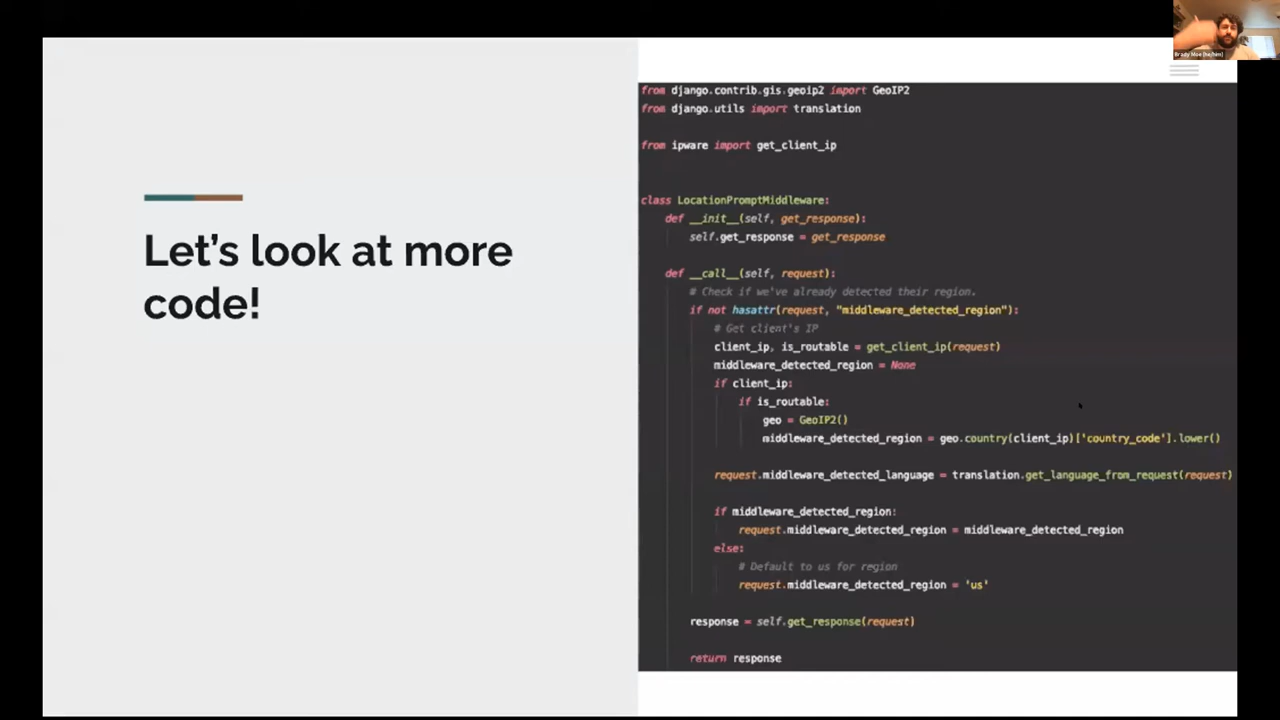 Brady Moe (he/him)
Let's look at more
code!
from django.contrib.gis.geoip2 import GeoIP2
from django.utils import translation
from ipware import get_client_ip
class LocationPromptMiddleware:
def __init__(self, get_response):
self.get_response = get_response
def __call__(self, request):
# Check if we've already detected their region.
if not hasattr(request, "middleware_detected_region"):
# Get client's IP
client_ip, is_routable = get_client_ip(request)
middleware_detected_region = None
if client_ip:
if is_routable:
geo = GeoIP2()
middleware_detected_region = geo.country(client_ip)['country_code'].lower()
request.middleware_detected_language = translation.get_language_from_request(request)
if middleware_detected_region:
request.middleware_detected_region = middleware_detected_region
else:
# Default to us for region
request.middleware_detected_region = 'us'
response = self.get_response(request)
return response